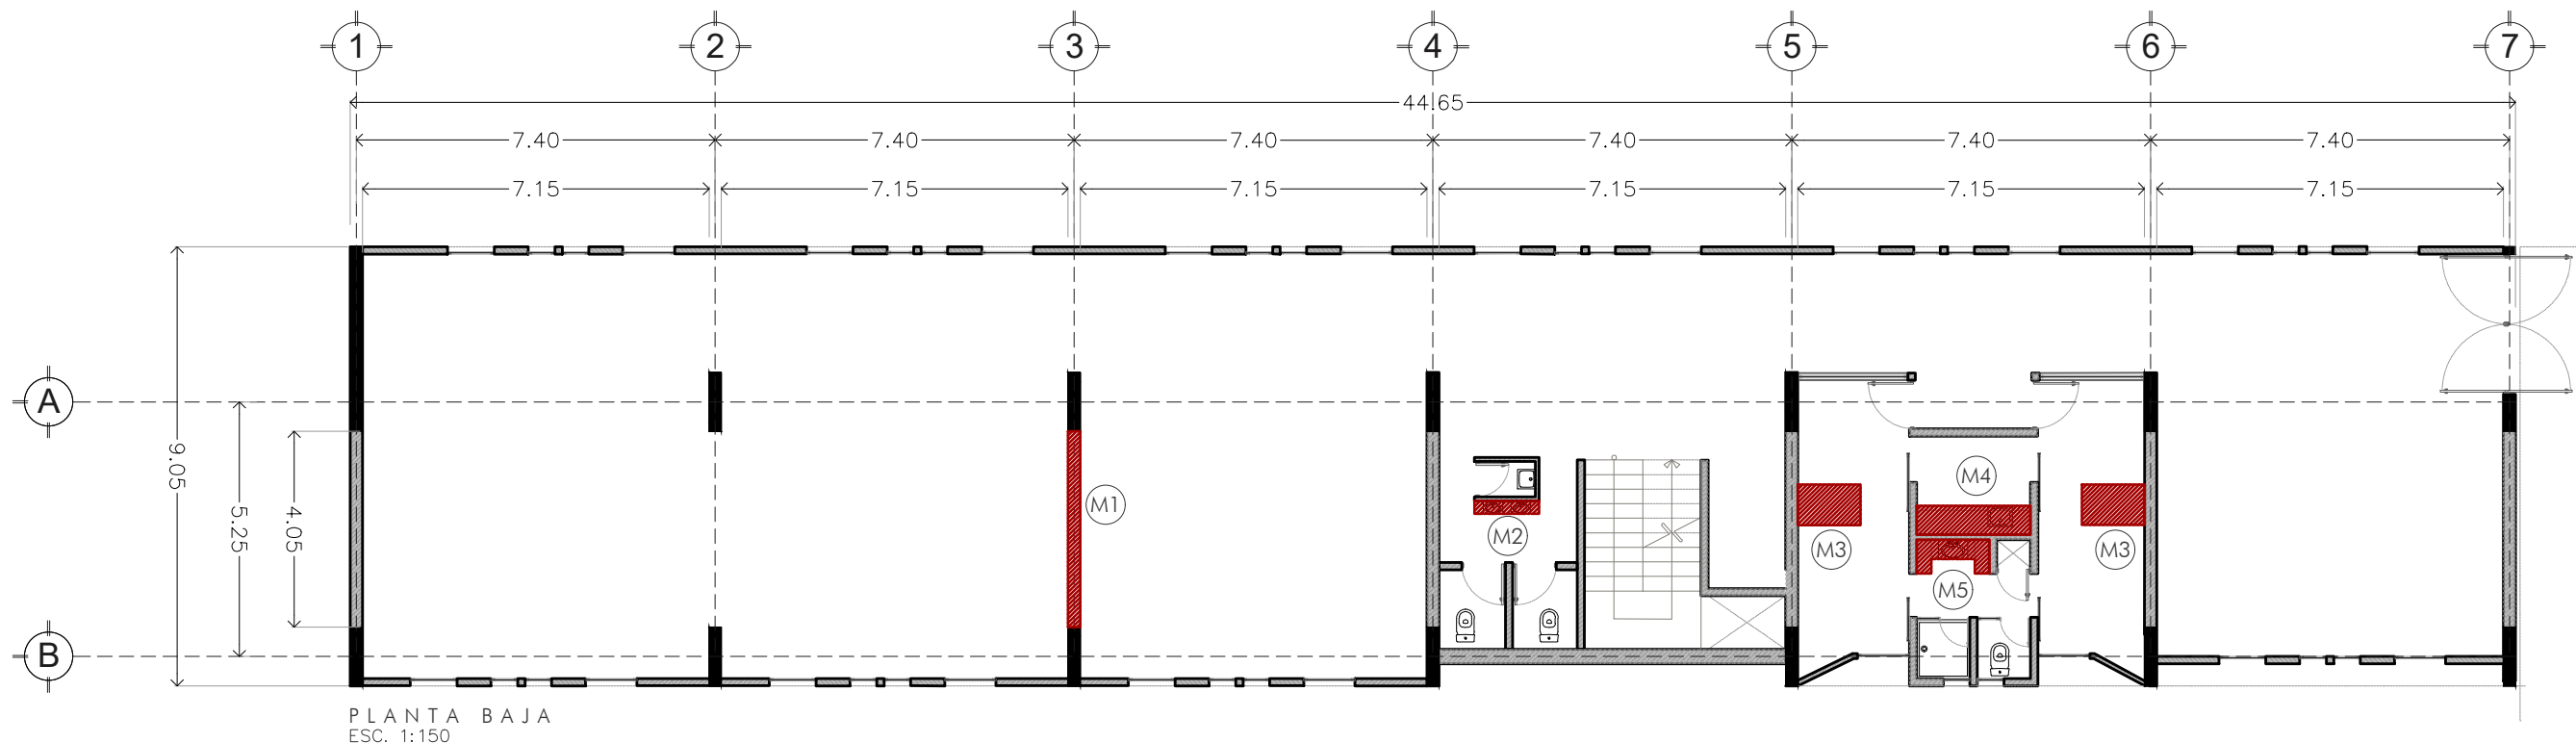 1 2 3 4 5 6 7
44.65
7.40 7.40 7.40 7.40 7.40 7.40
7.15 7.15 7.15 7.15 7.15 7.15
A
9.05
5.25
4.05
M1
M2
M3
M4
M3
M5
B
PLANTA BAJA
ESC. 1:150